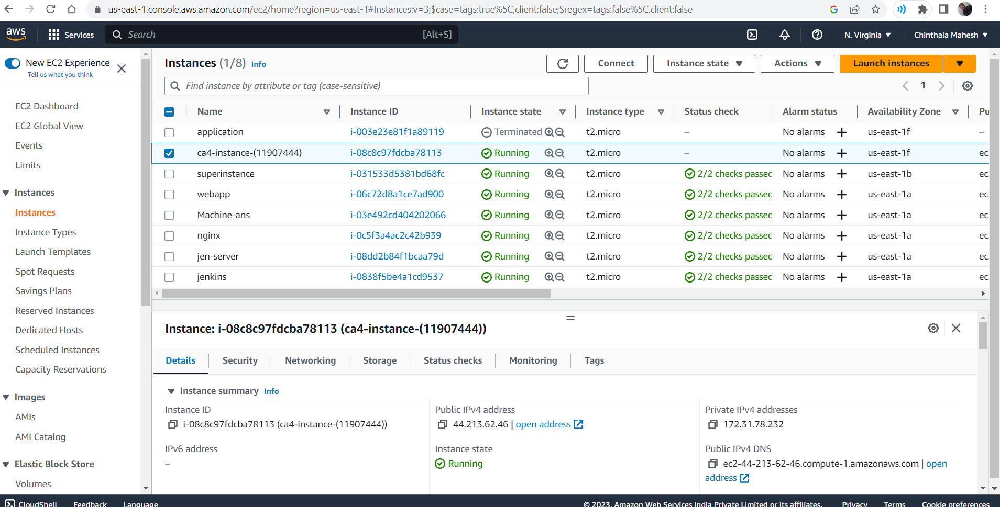 us-east-1.console.aws.amazon.com/ec2/home?region=us-east-1#Instances:v=3;$case=tags:true%5C,client:false;$regex=tags:false%5C,client:false
aws Services Search [Alt+S] N. Virginia Chinthala Mahesh
New EC2 Experience
Tell us what you think
EC2 Dashboard
EC2 Global View
Events
Limits
Instances
Instances
Instance Types
Launch Templates
Spot Requests
Savings Plans
Reserved Instances
Dedicated Hosts
Scheduled Instances
Capacity Reservations
Images
AMIs
AMI Catalog
Elastic Block Store
Volumes
Instances (1/8) Info Connect Instance state Actions Launch instances
Find instance by attribute or tag (case-sensitive) 1
Name Instance ID Instance state Instance type Status check Alarm status Availability Zone Pu
application i-003e23e81f1a89119 Terminated t2.micro – No alarms + us-east-1f –
ca4-instance-(11907444) i-08c8c97fdcba78113 Running t2.micro – No alarms + us-east-1f ec
superinstance i-031533d5381bd68fc Running t2.micro 2/2 checks passed No alarms + us-east-1b ec
webapp i-06c72d8a1ce7ad900 Running t2.micro 2/2 checks passed No alarms + us-east-1a ec
Machine-ans i-03e492cd404202066 Running t2.micro 2/2 checks passed No alarms + us-east-1a ec
nginx i-0c5f3a4ac2c42b939 Running t2.micro 2/2 checks passed No alarms + us-east-1a ec
jen-server i-08dd2b84f1bcaa79d Running t2.micro 2/2 checks passed No alarms + us-east-1a ec
jenkins i-0838f5be4a1cd9537 Running t2.micro 2/2 checks passed No alarms + us-east-1a ec
Instance: i-08c8c97fdcba78113 (ca4-instance-(11907444))
Details Security Networking Storage Status checks Monitoring Tags
Instance summary Info
Instance ID
i-08c8c97fdcba78113 (ca4-instance-(11907444))
Public IPv4 address
44.213.62.46 | open address
Private IPv4 addresses
172.31.78.232
IPv6 address
–
Instance state
Running
Public IPv4 DNS
ec2-44-213-62-46.compute-1.amazonaws.com | open
address
CloudShell Feedback Language © 2023, Amazon Web Services India Private Limited or its affiliates. Privacy Terms Cookie preferences